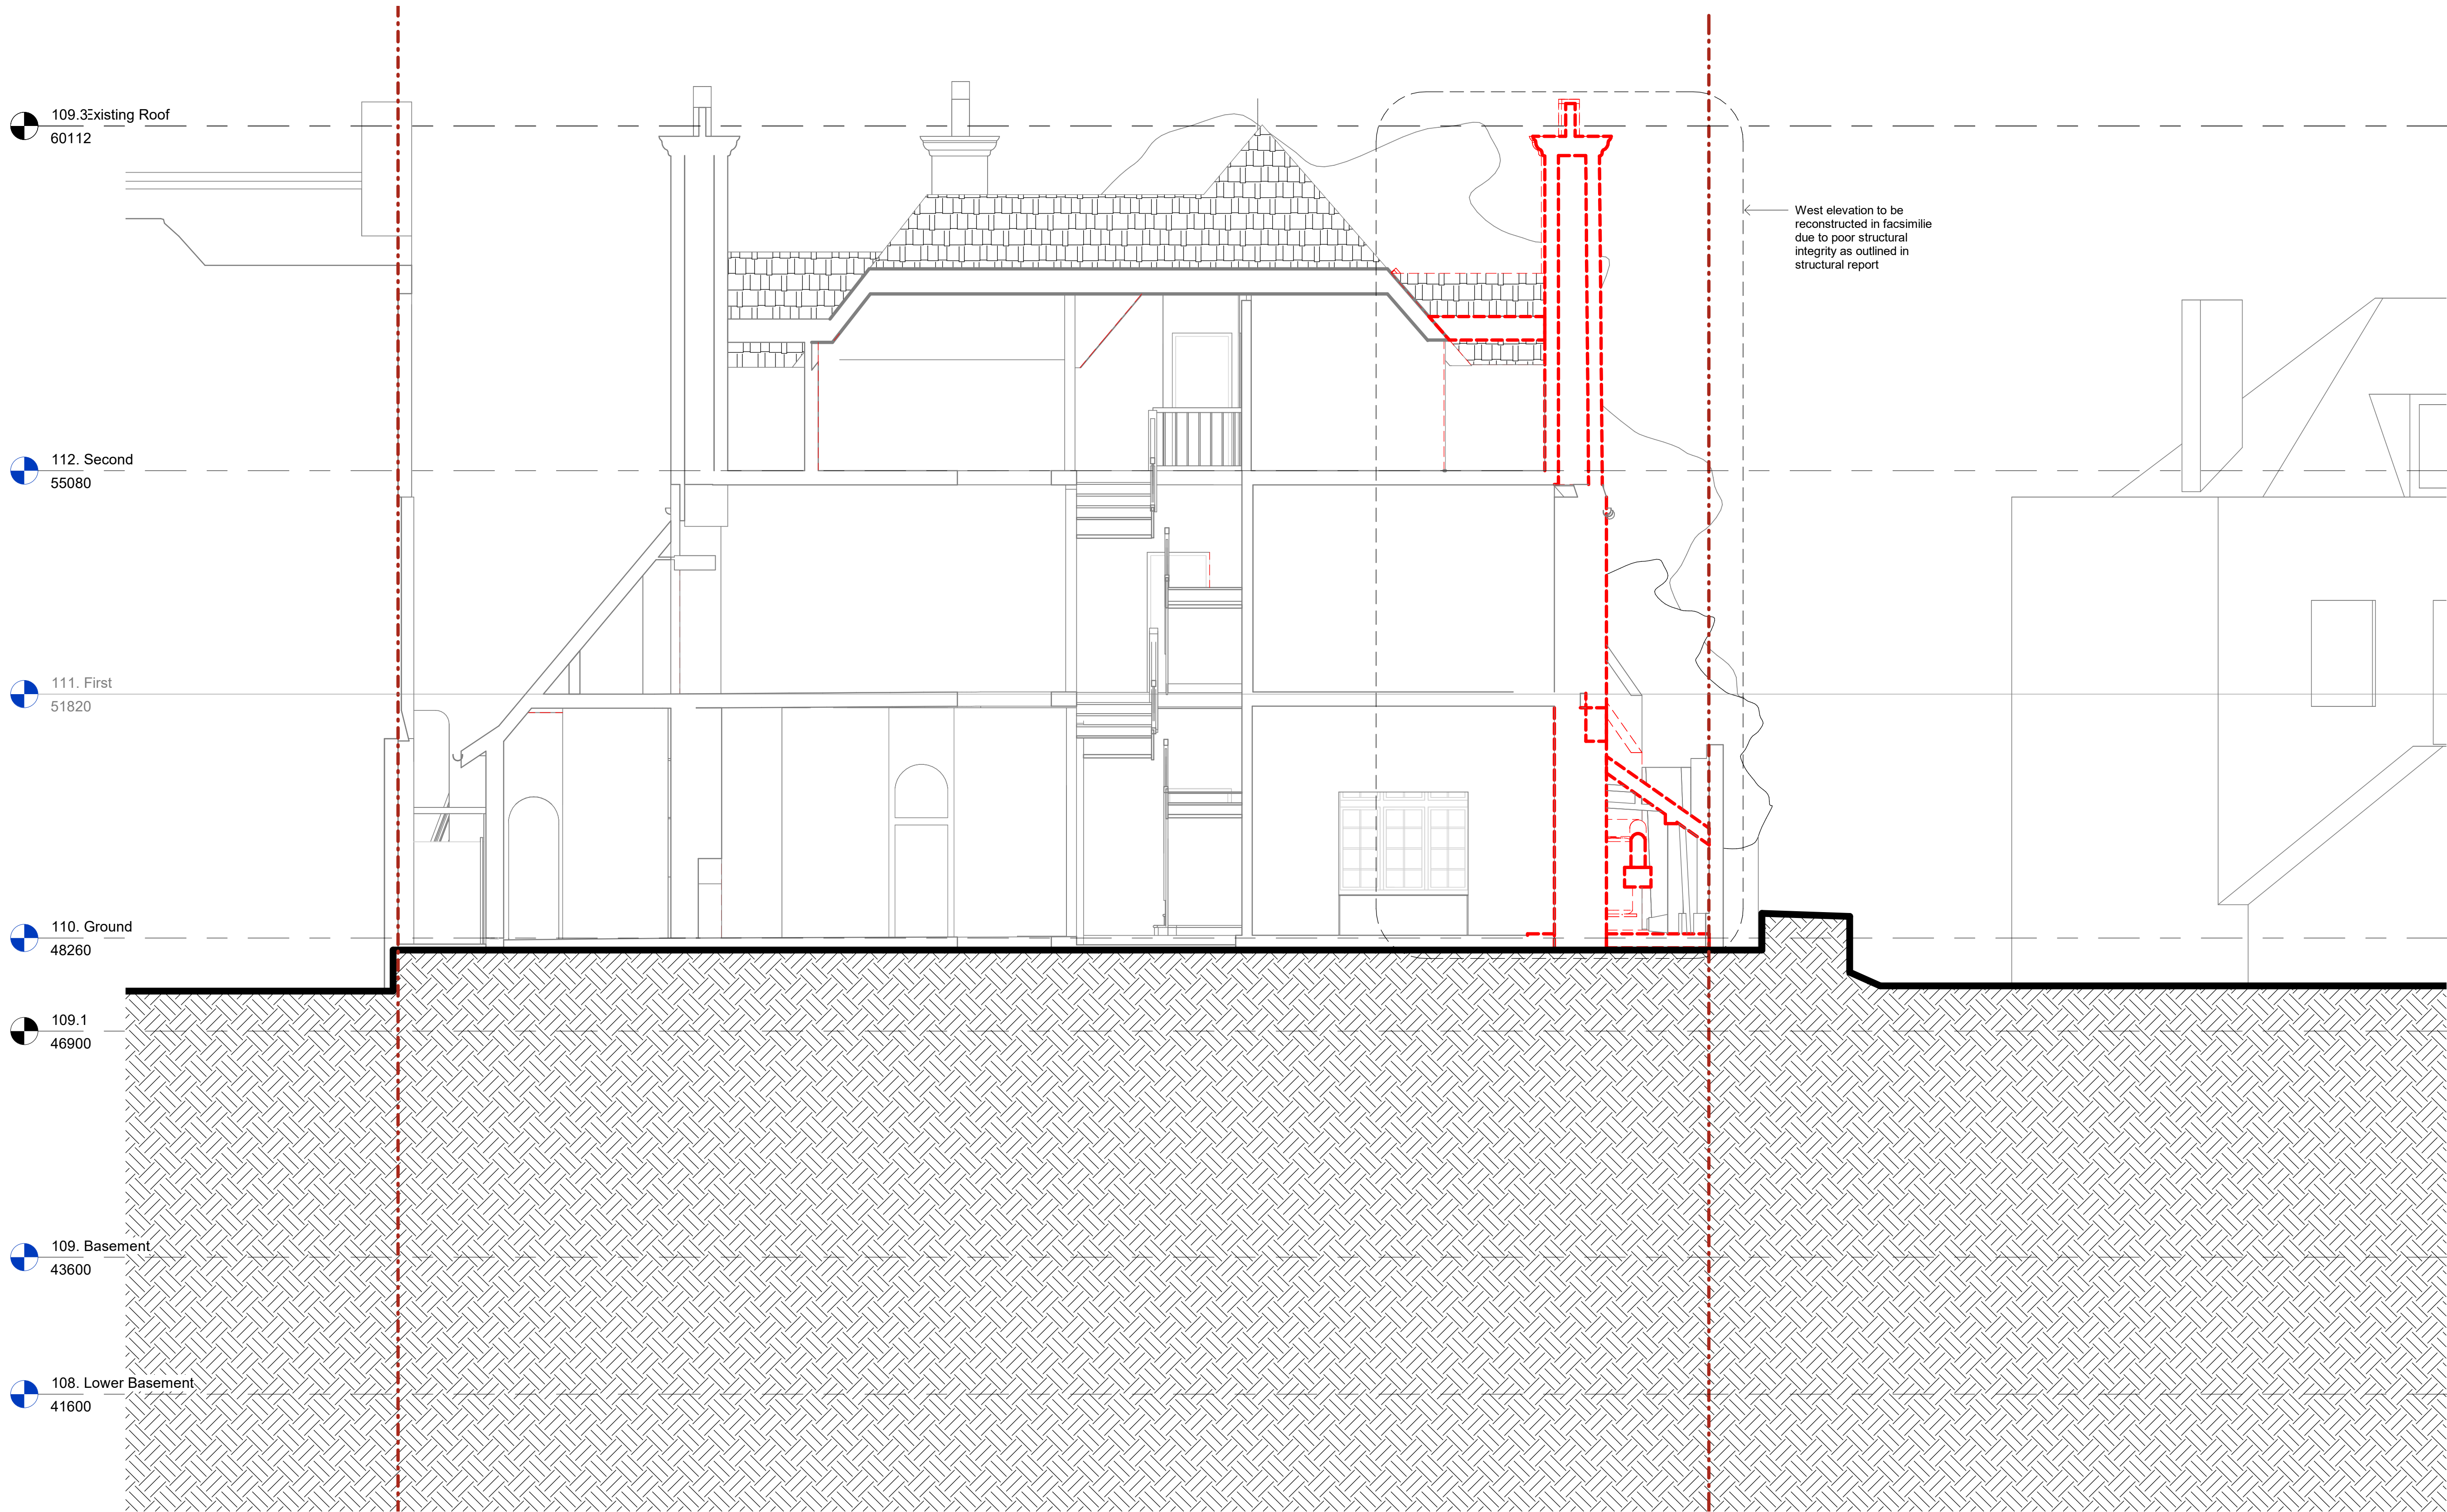 109.3 Existing Roof
60112
West elevation to be
reconstructed in facsimilie
due to poor structural
integrity as outlined in
structural report
112. Second
55080
111. First
51820
110. Ground
48260
109.1
46900
109. Basement
43600
108. Lower Basement
41600